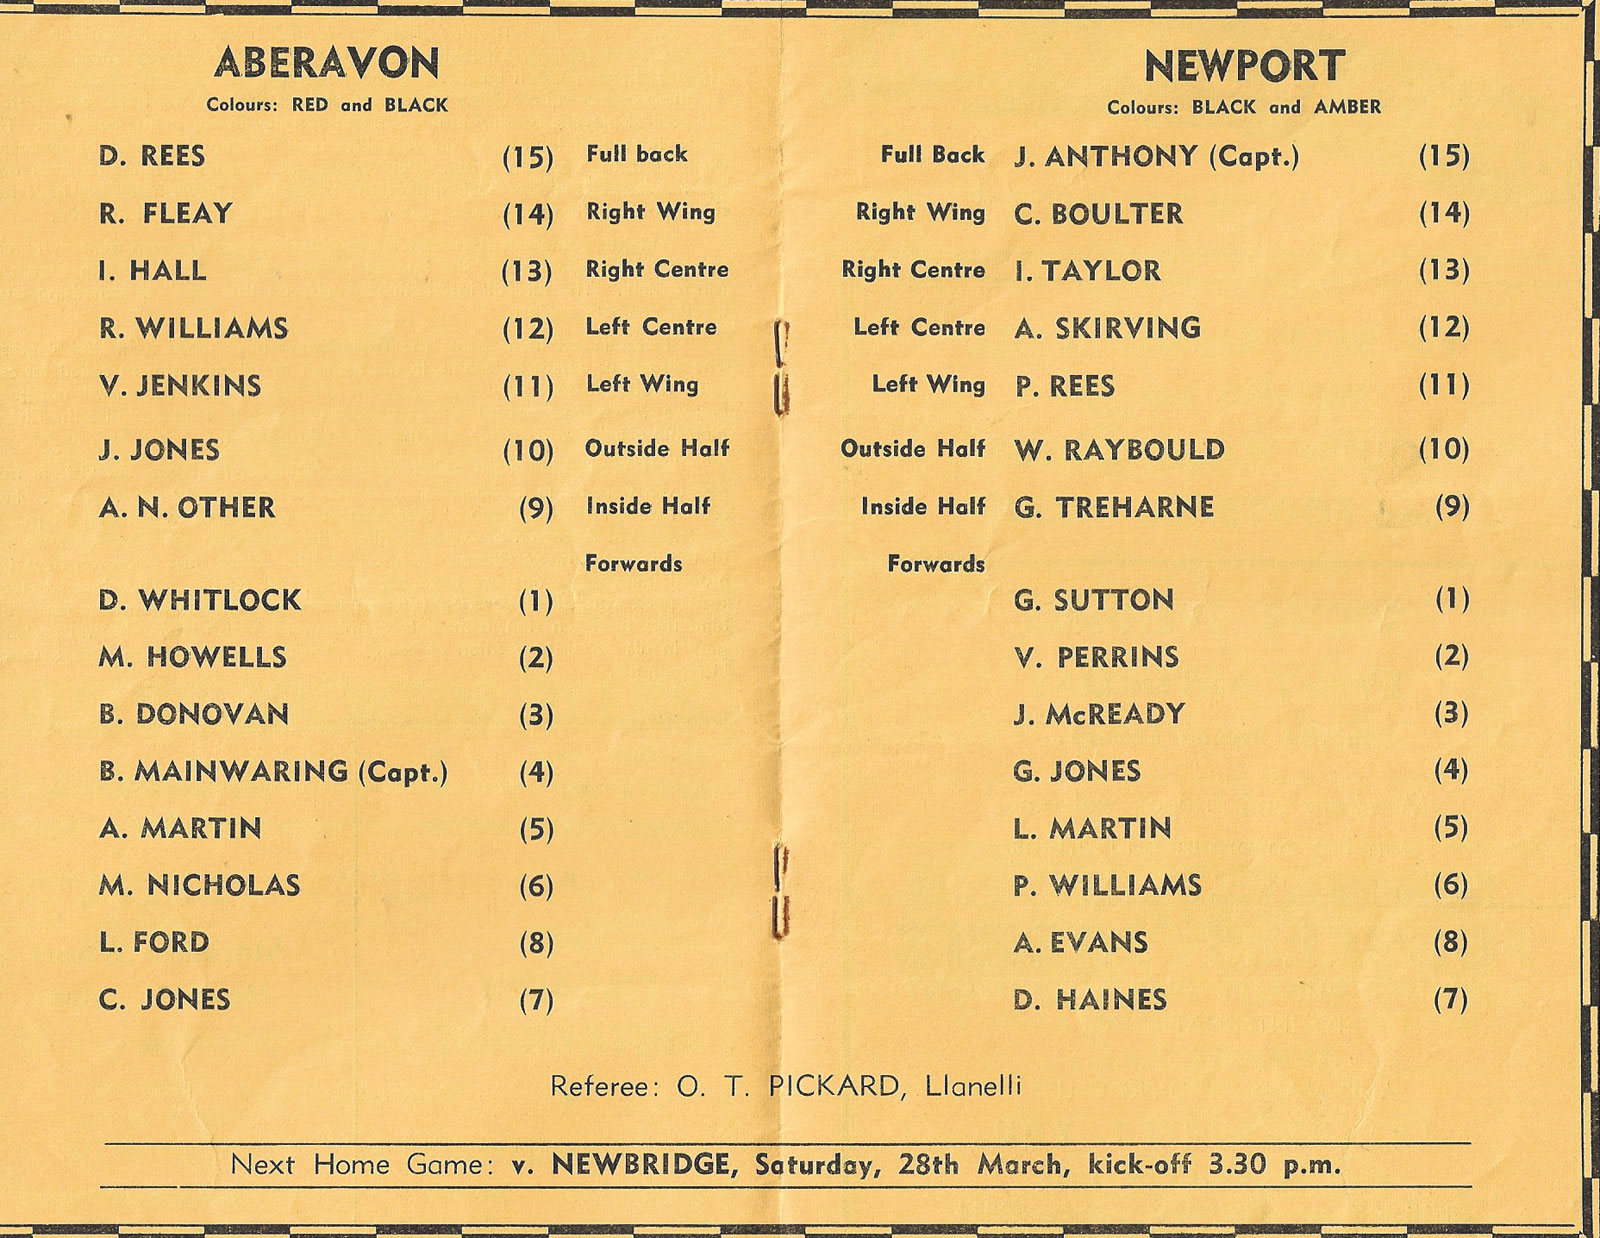 ABERAVON
Colours: RED and BLACK
D. REES (15) Full back
R. FLEAY (14) Right Wing
I. HALL (13) Right Centre
R. WILLIAMS (12) Left Centre
V. JENKINS (11) Left Wing
J. JONES (10) Outside Half
A. N. OTHER (9) Inside Half
Forwards
D. WHITLOCK (1)
M. HOWELLS (2)
B. DONOVAN (3)
B. MAINWARING (Capt.) (4)
A. MARTIN (5)
M. NICHOLAS (6)
L. FORD (8)
C. JONES (7)
NEWPORT
Colours: BLACK and AMBER
Full Back J. ANTHONY (Capt.) (15)
Right Wing C. BOULTER (14)
Right Centre I. TAYLOR (13)
Left Centre A. SKIRVING (12)
Left Wing P. REES (11)
Outside Half W. RAYBOULD (10)
Inside Half G. TREHARNE (9)
Forwards
G. SUTTON (1)
V. PERRINS (2)
J. McREADY (3)
G. JONES (4)
L. MARTIN (5)
P. WILLIAMS (6)
A. EVANS (8)
D. HAINES (7)
Referee: O. T. PICKARD, Llanelli
Next Home Game: v. NEWBRIDGE, Saturday, 28th March, kick-off 3.30 p.m.